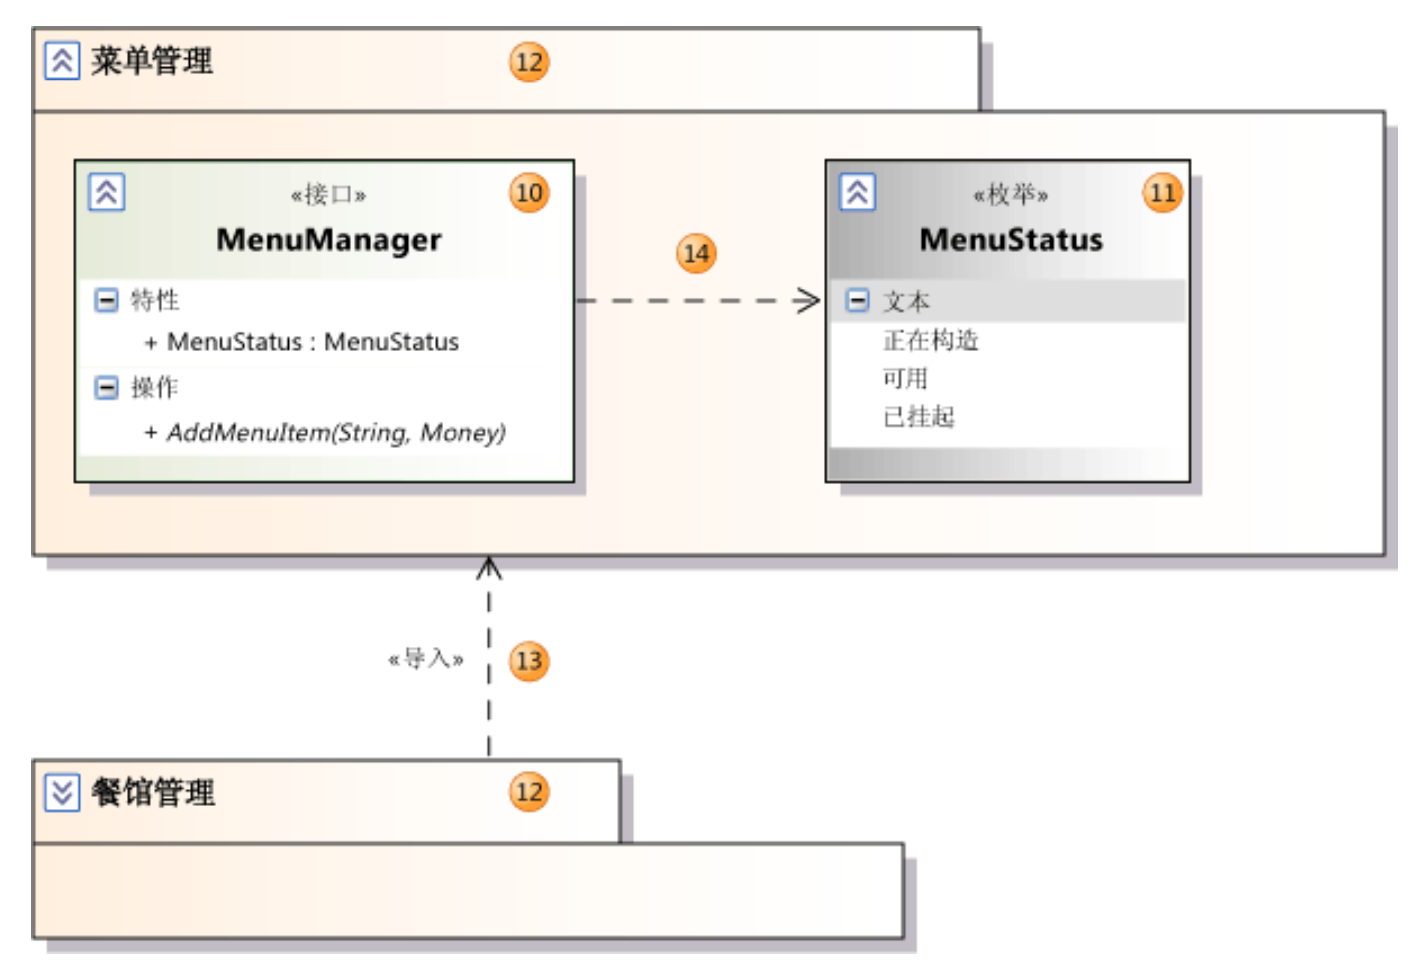 菜单管理 12
«接口» 10
MenuManager
特性
+ MenuStatus : MenuStatus
操作
+ AddMenuItem(String, Money)
14
«枚举» 11
MenuStatus
文本
正在构造
可用
已挂起
«导入» 13
餐馆管理 12